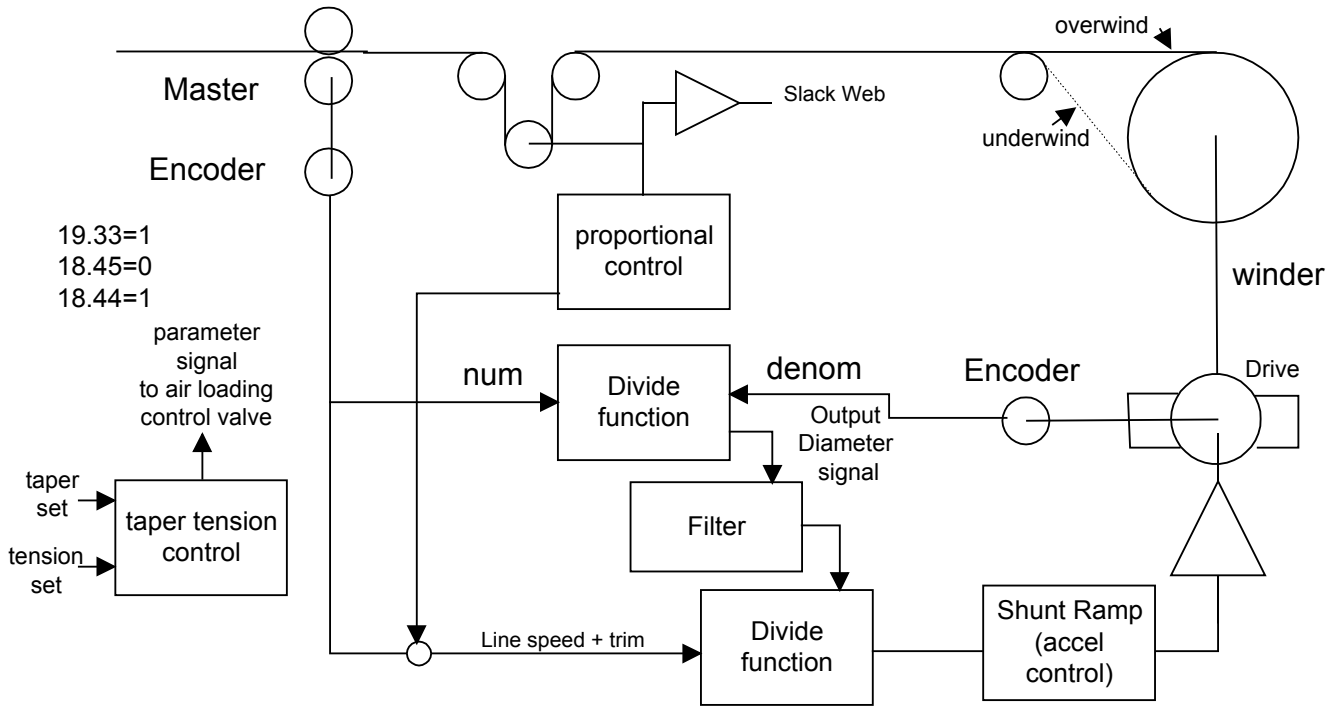 overwind
Master
Slack Web
underwind
Encoder
19.33=1
18.45=0
18.44=1
proportional
control
winder
parameter
signal
to air loading
control valve
num
Divide
function
denom
Encoder
Drive
Output
Diameter
signal
taper
set
taper tension
control
tension
set
Filter
Line speed + trim
Divide
function
Shunt Ramp
(accel
control)